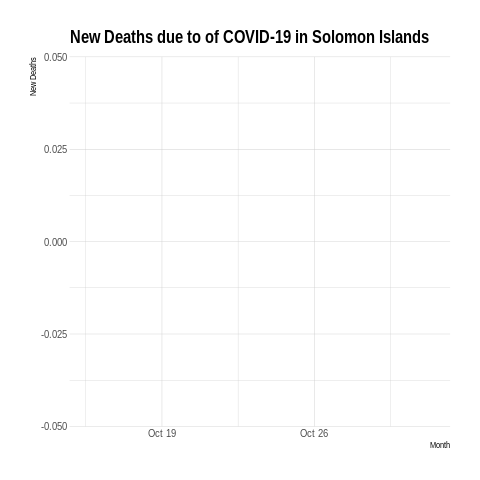 New Deaths due to of COVID-19 in Solomon Islands
New Deaths
0.050
0.025
0.000
-0.025
-0.050
Oct 19
Oct 26
Month